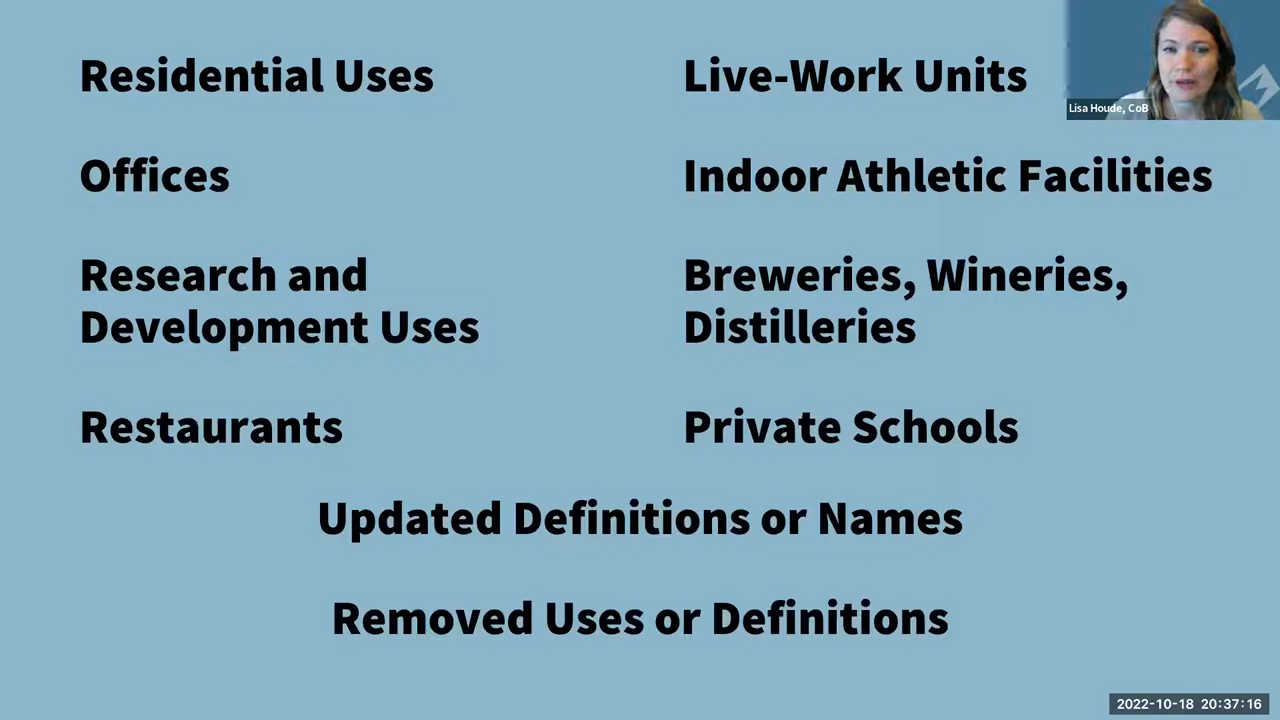 Residential Uses
Live-Work Units
Lisa Houde, CoB
Offices
Indoor Athletic Facilities
Research and
Development Uses
Breweries, Wineries,
Distilleries
Restaurants
Private Schools
Updated Definitions or Names
Removed Uses or Definitions
2022-10-18 20:37:16